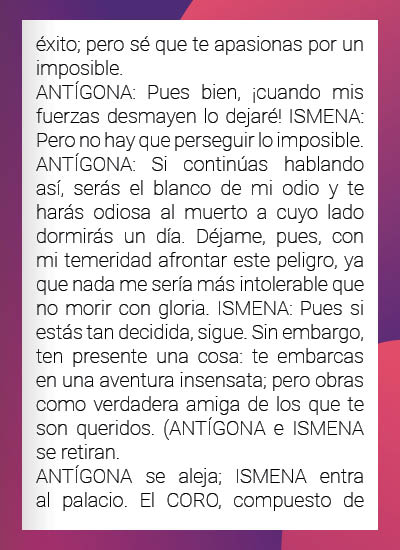 éxito; pero sé que te apasionas por un
imposible.
ANTÍGONA: Pues bien, ¡cuando mis
fuerzas desmayen lo dejaré! ISMENA:
Pero no hay que perseguir lo imposible.
ANTÍGONA: Si continúas hablando
así, serás el blanco de mi odio y te
harás odiosa al muerto a cuyo lado
dormirás un día. Déjame, pues, con
mi temeridad afrontar este peligro, ya
que nada me sería más intolerable que
no morir con gloria. ISMENA: Pues si
estás tan decidida, sigue. Sin embargo,
ten presente una cosa: te embarcas
en una aventura insensata; pero obras
como verdadera amiga de los que te
son queridos. (ANTÍGONA e ISMENA
se retiran.
ANTÍGONA se aleja; ISMENA entra
al palacio. El CORO, compuesto de